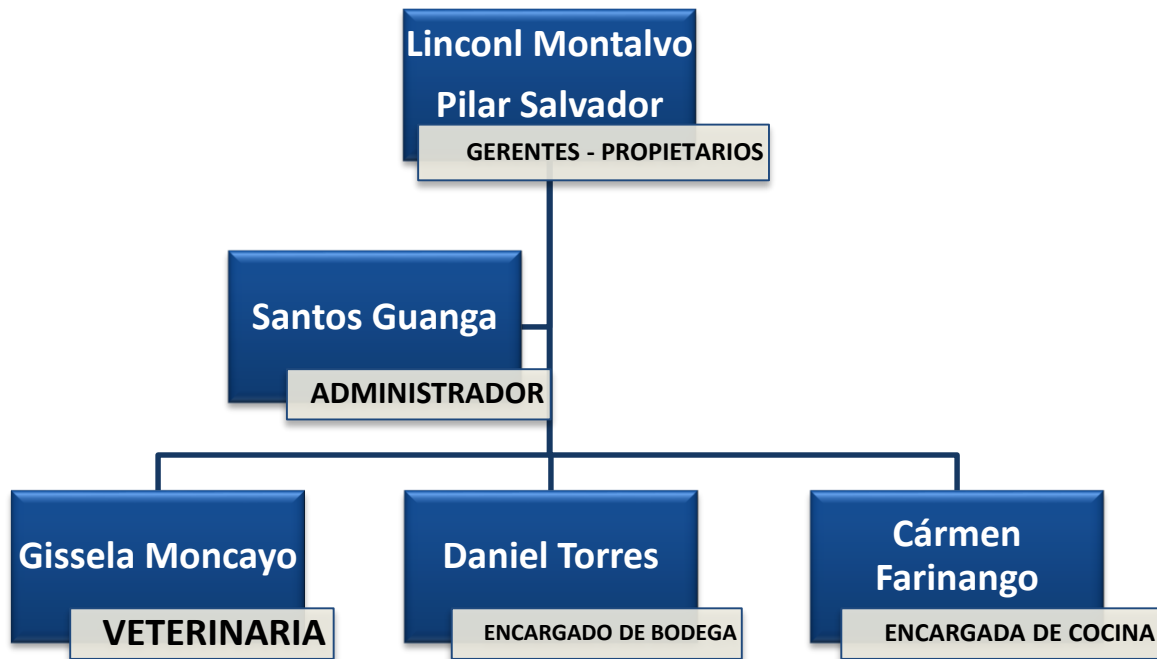 Linconl Montalvo
Pilar Salvador
GERENTES - PROPIETARIOS
Santos Guanga
ADMINISTRADOR
Gissela Moncayo
VETERINARIA
Daniel Torres
ENCARGADO DE BODEGA
Cármen
Farinango
ENCARGADA DE COCINA